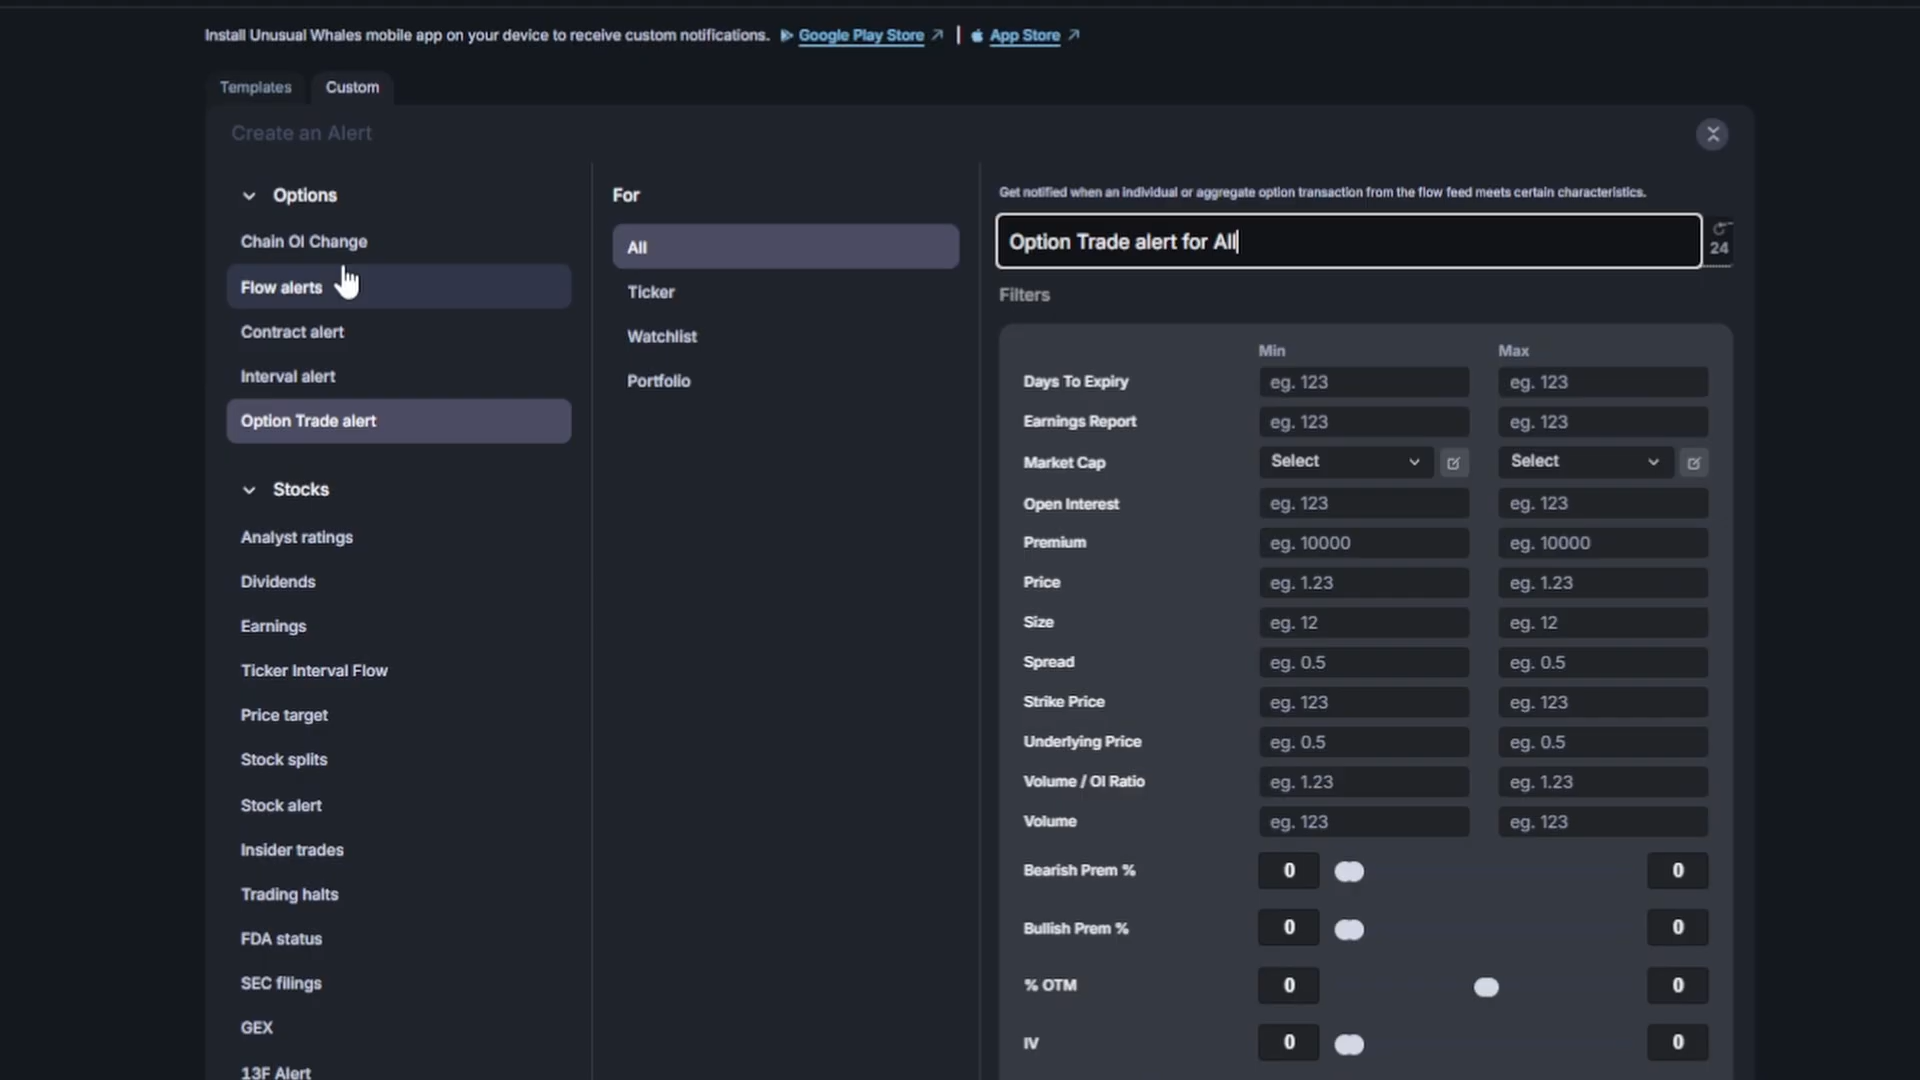 Install Unusual Whales mobile app on your device to receive custom notifications. Google Play Store | App Store
Templates Custom
Create an Alert
Options
Chain OI Change
Flow alerts
Contract alert
Interval alert
Option Trade alert
Stocks
Analyst ratings
Dividends
Earnings
Ticker Interval Flow
Price target
Stock splits
Stock alert
Insider trades
Trading halts
FDA status
SEC filings
GEX
13F Alert
For
All
Ticker
Watchlist
Portfolio
Get notified when an individual or aggregate option transaction from the flow feed meets certain characteristics.
Option Trade alert for All
24
Filters
Min Max
Days To Expiry eg. 123 eg. 123
Earnings Report eg. 123 eg. 123
Market Cap Select Select
Open Interest eg. 123 eg. 123
Premium eg. 10000 eg. 10000
Price eg. 1.23 eg. 1.23
Size eg. 12 eg. 12
Spread eg. 0.5 eg. 0.5
Strike Price eg. 123 eg. 123
Underlying Price eg. 0.5 eg. 0.5
Volume / OI Ratio eg. 1.23 eg. 1.23
Volume eg. 123 eg. 123
Bearish Prem % 0 0
Bullish Prem % 0 0
% OTM 0 0
IV 0 0